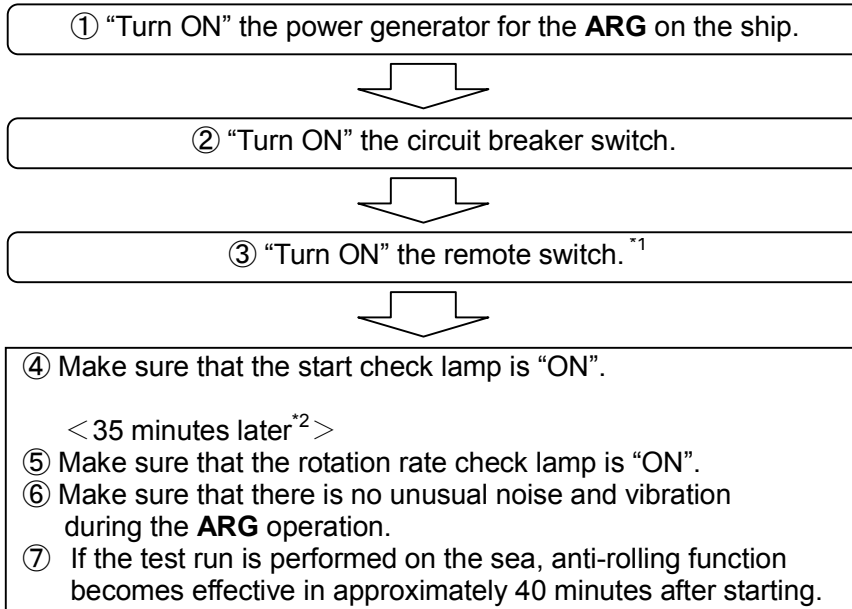 ① “Turn ON” the power generator for the ARG on the ship.
② “Turn ON” the circuit breaker switch.
③ “Turn ON” the remote switch. *1
④ Make sure that the start check lamp is “ON”.
＜35 minutes later*2＞
⑤ Make sure that the rotation rate check lamp is “ON”.
⑥ Make sure that there is no unusual noise and vibration
during the ARG operation.
⑦ If the test run is performed on the sea, anti-rolling function
becomes effective in approximately 40 minutes after starting.